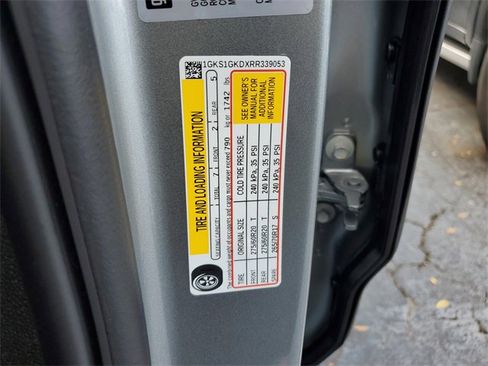 1GKS1GKDXRR339053
TIRE AND LOADING INFORMATION
SEATING CAPACITY TOTAL 7 FRONT 2 REAR 5
The combined weight of occupants and cargo must never exceed 790 kg or 1742 lbs
TIRE ORIGINAL SIZE COLD TIRE PRESSURE
FRONT 275/60R20 T 240 kPa, 35 PSI
REAR 275/60R20 T 240 kPa, 35 PSI
SPARE 265/70R17 S 240 kPa, 35 PSI
SEE OWNER'S
MANUAL FOR
ADDITIONAL
INFORMATION